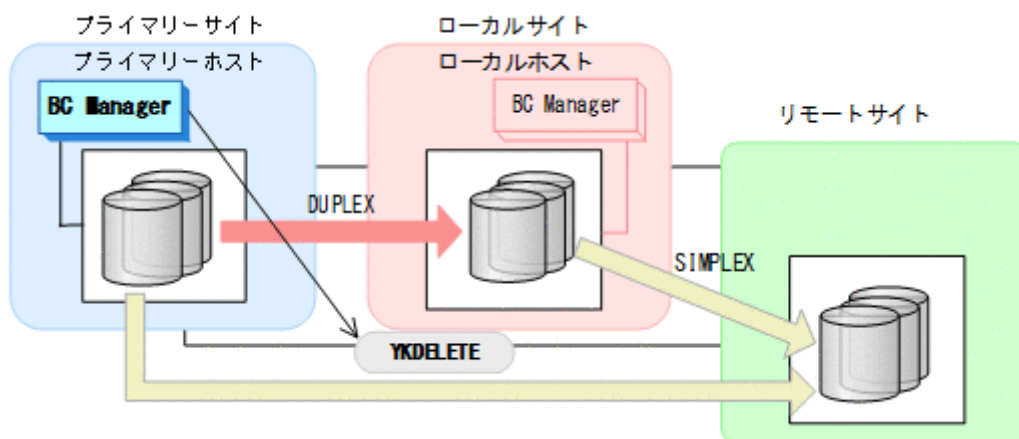 プライマリーサイト
ローカルサイト
プライマリーホスト
ローカルホスト
BC Manager
BC Manager
リモートサイト
DUPLEX
SIMPLEX
YKDELETE